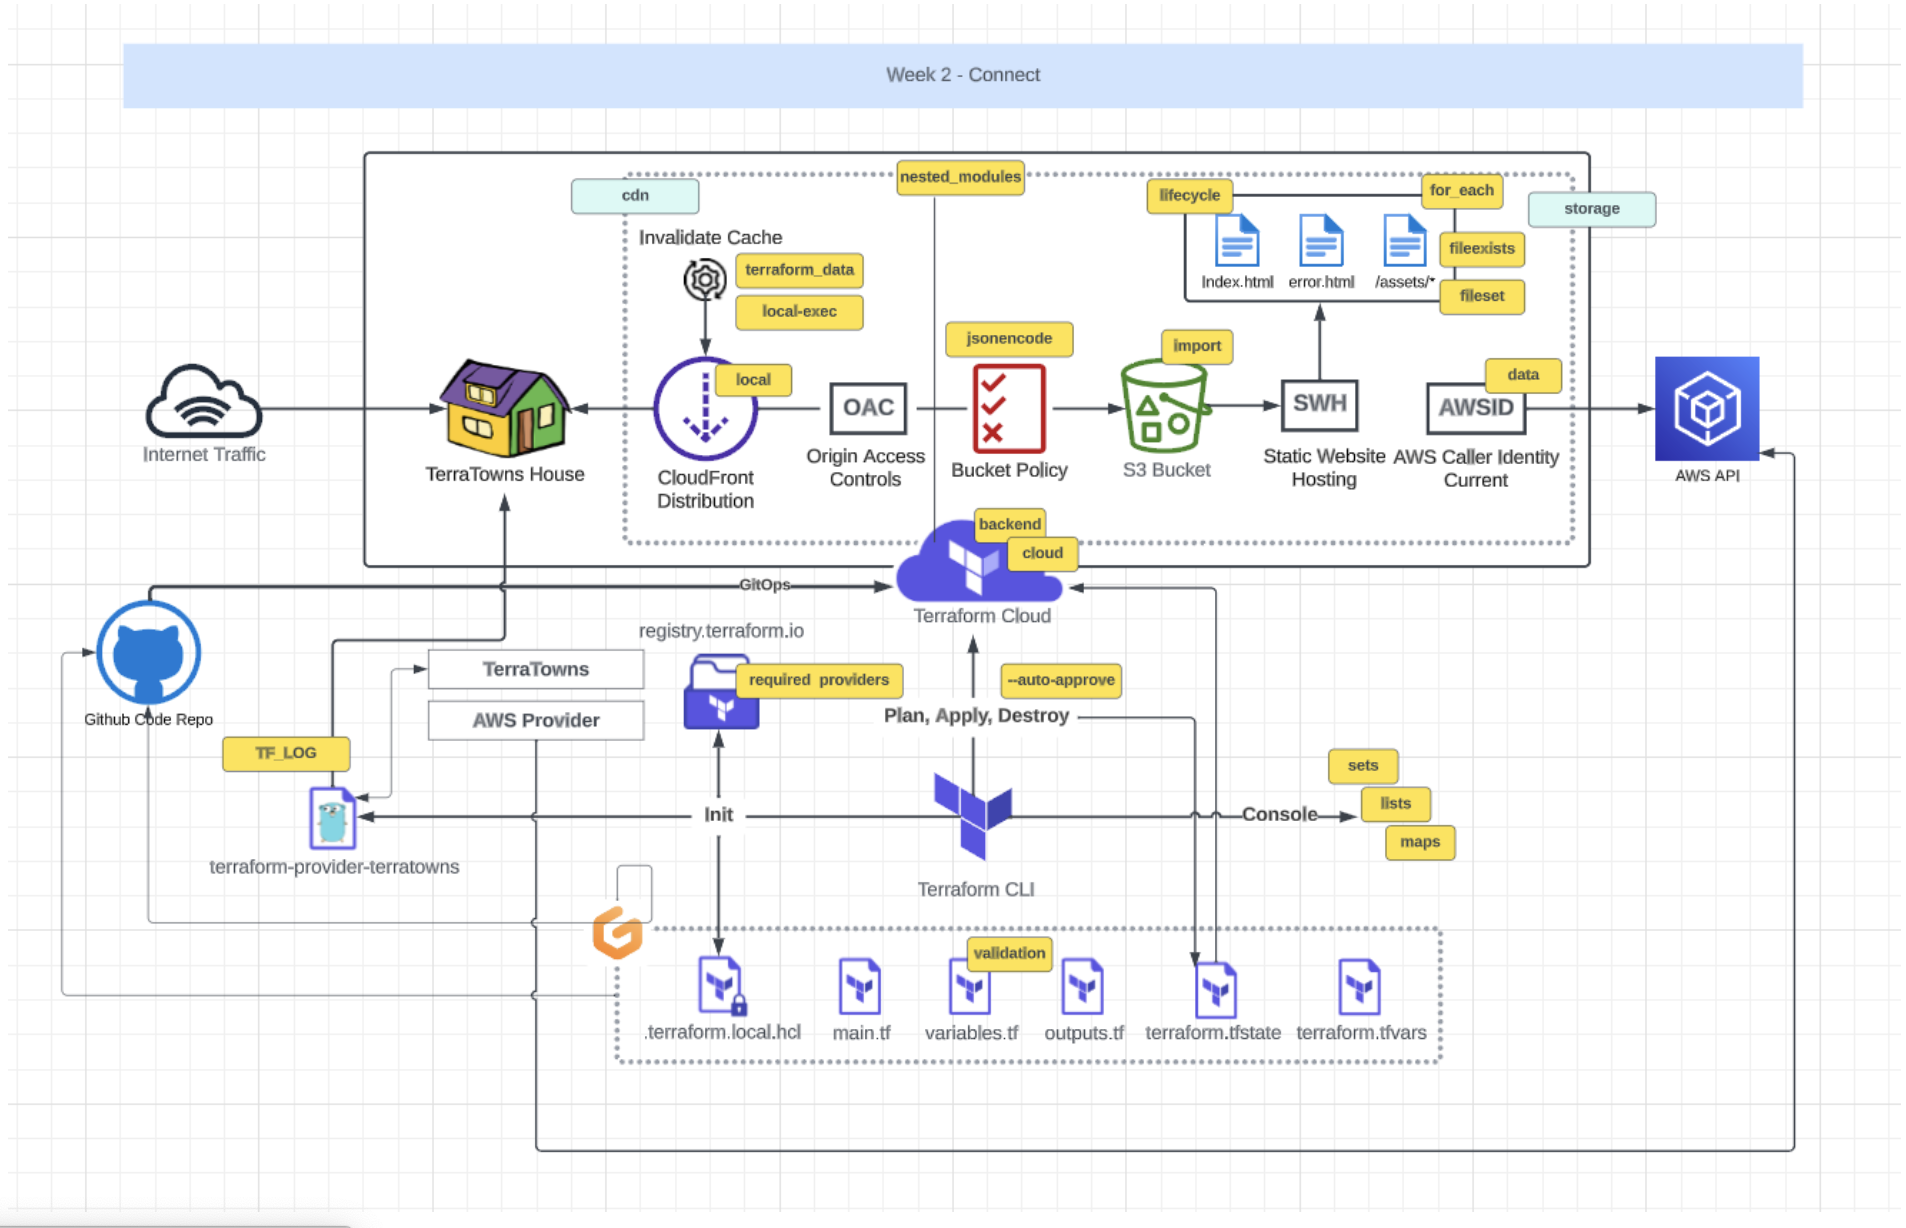 Week 2 - Connect
nested_modules
cdn
lifecycle
for_each
storage
Invalidate Cache
terraform_data
local-exec
fileexists
Index.html
error.html
/assets/*
fileset
jsonencode
import
local
data
OAC
SWH
AWSID
Internet Traffic
TerraTowns House
CloudFront
Distribution
Origin Access
Controls
Bucket Policy
S3 Bucket
Static Website
Hosting
AWS Caller Identity
Current
AWS API
backend
cloud
GitOps
Terraform Cloud
registry.terraform.io
TerraTowns
required providers
--auto-approve
Github Code Repo
AWS Provider
Plan, Apply, Destroy
TF_LOG
sets
lists
maps
Init
Console
terraform-provider-terratowns
Terraform CLI
validation
.terraform.local.hcl
main.tf
variables.tf
outputs.tf
terraform.tfstate
terraform.tfvars